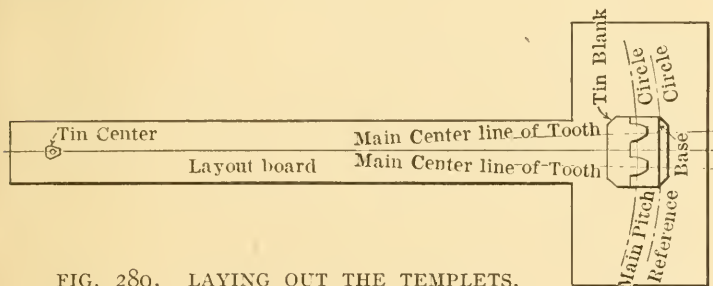 Tin Center
Layout board
Main Center line of Tooth
Main Center line of Tooth
Tin Blank
Circle
Circle
Base
Main Pitch
Reference
FIG. 280. LAYING OUT THE TEMPLETS.